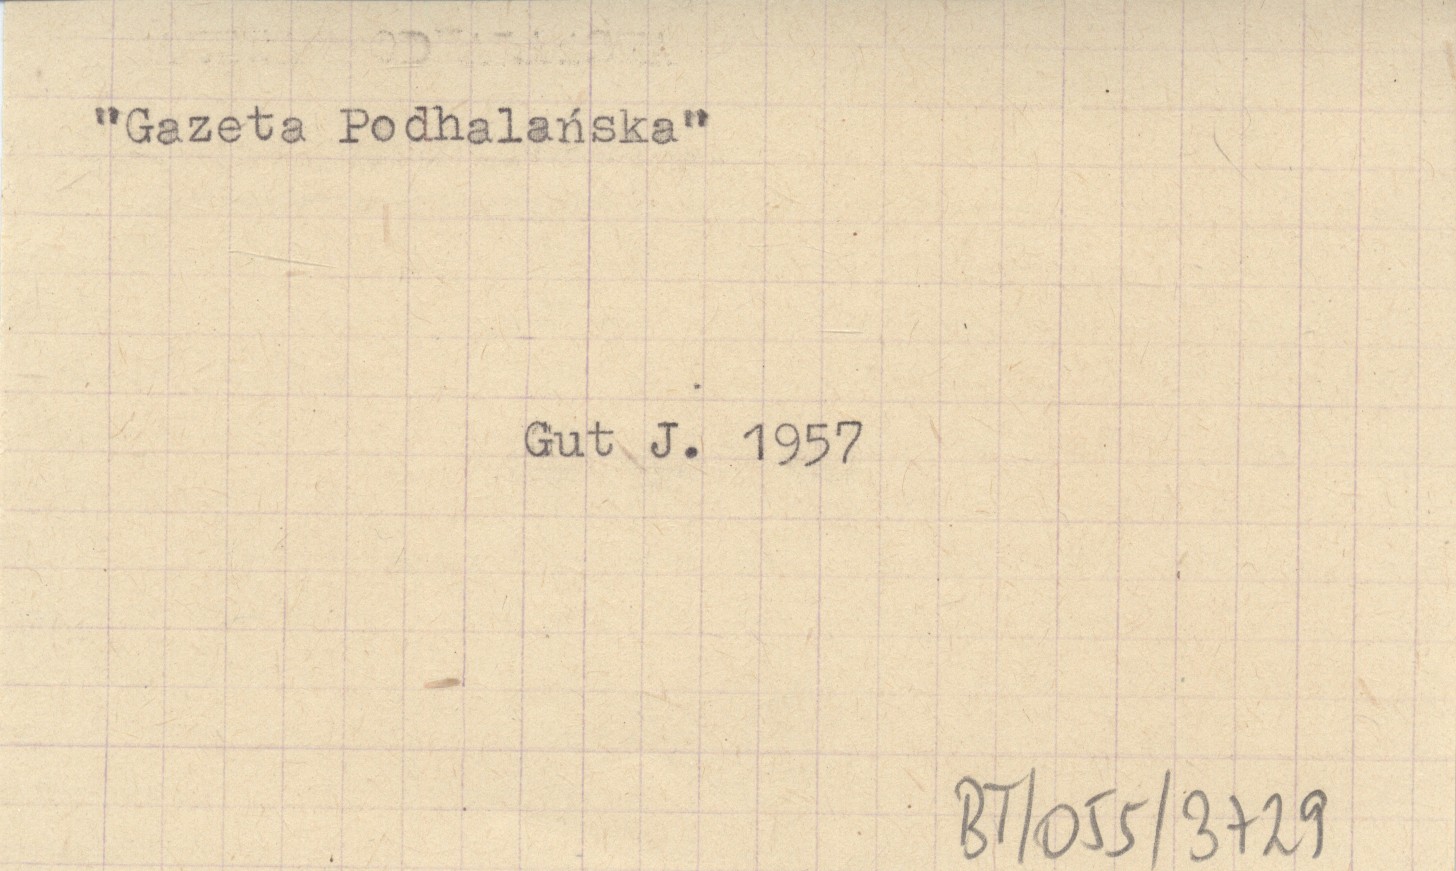 "Gazeta Podhalańska"
Gut J. 1957
BT/055/3729